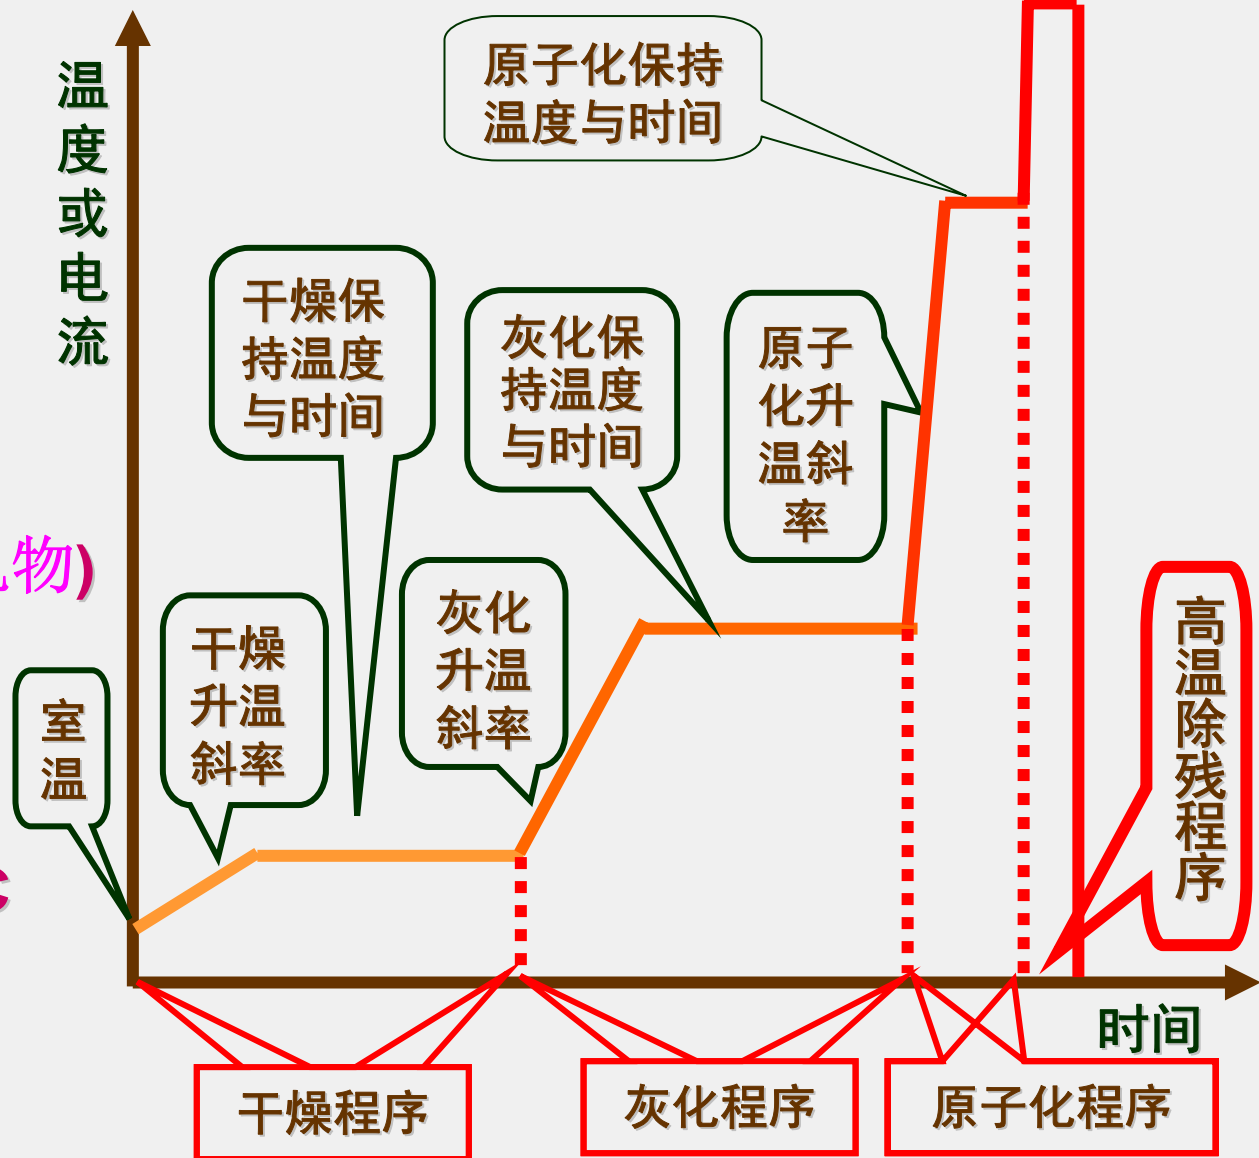 温
度
或
电
流
原子化保持
温度与时间
干燥保
持温度
与时间
灰化保
持温度
与时间
原子
化升
温斜
率
物)
灰化
升温
斜率
干燥
升温
斜率
室
温
高
温
除
残
程
序
时间
干燥程序
灰化程序
原子化程序